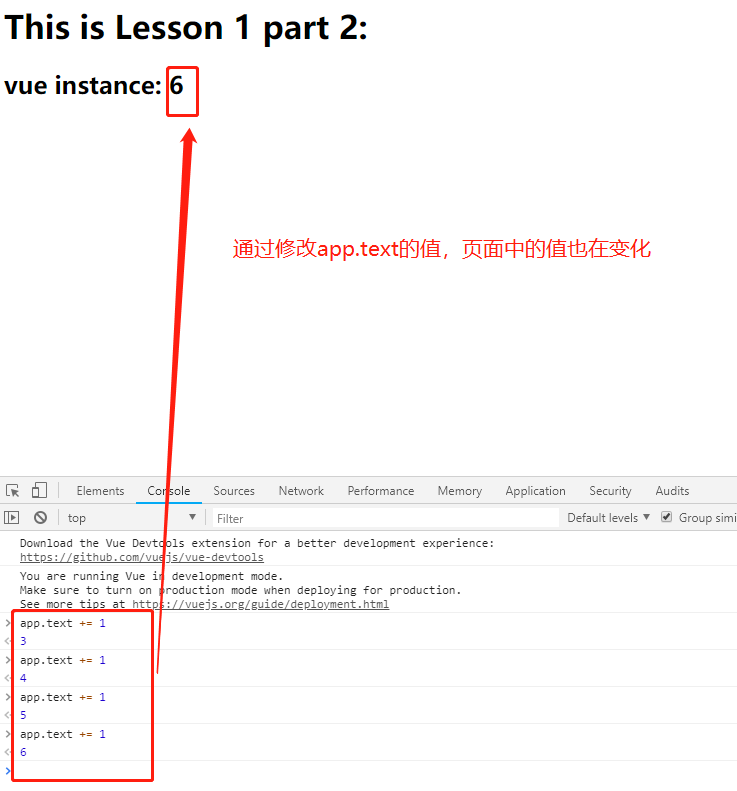 This is Lesson 1 part 2:
vue instance: 6
通过修改app.text的值，页面中的值也在变化
Elements Console Sources Network Performance Memory Application Security Audits
top Filter Default levels Group simi
Download the Vue Devtools extension for a better development experience:
https://github.com/vuejs/vue-devtools
You are running Vue in development mode.
Make sure to turn on production mode when deploying for production.
See more tips at https://vuejs.org/guide/deployment.html
app.text += 1
3
app.text += 1
4
app.text += 1
5
app.text += 1
6